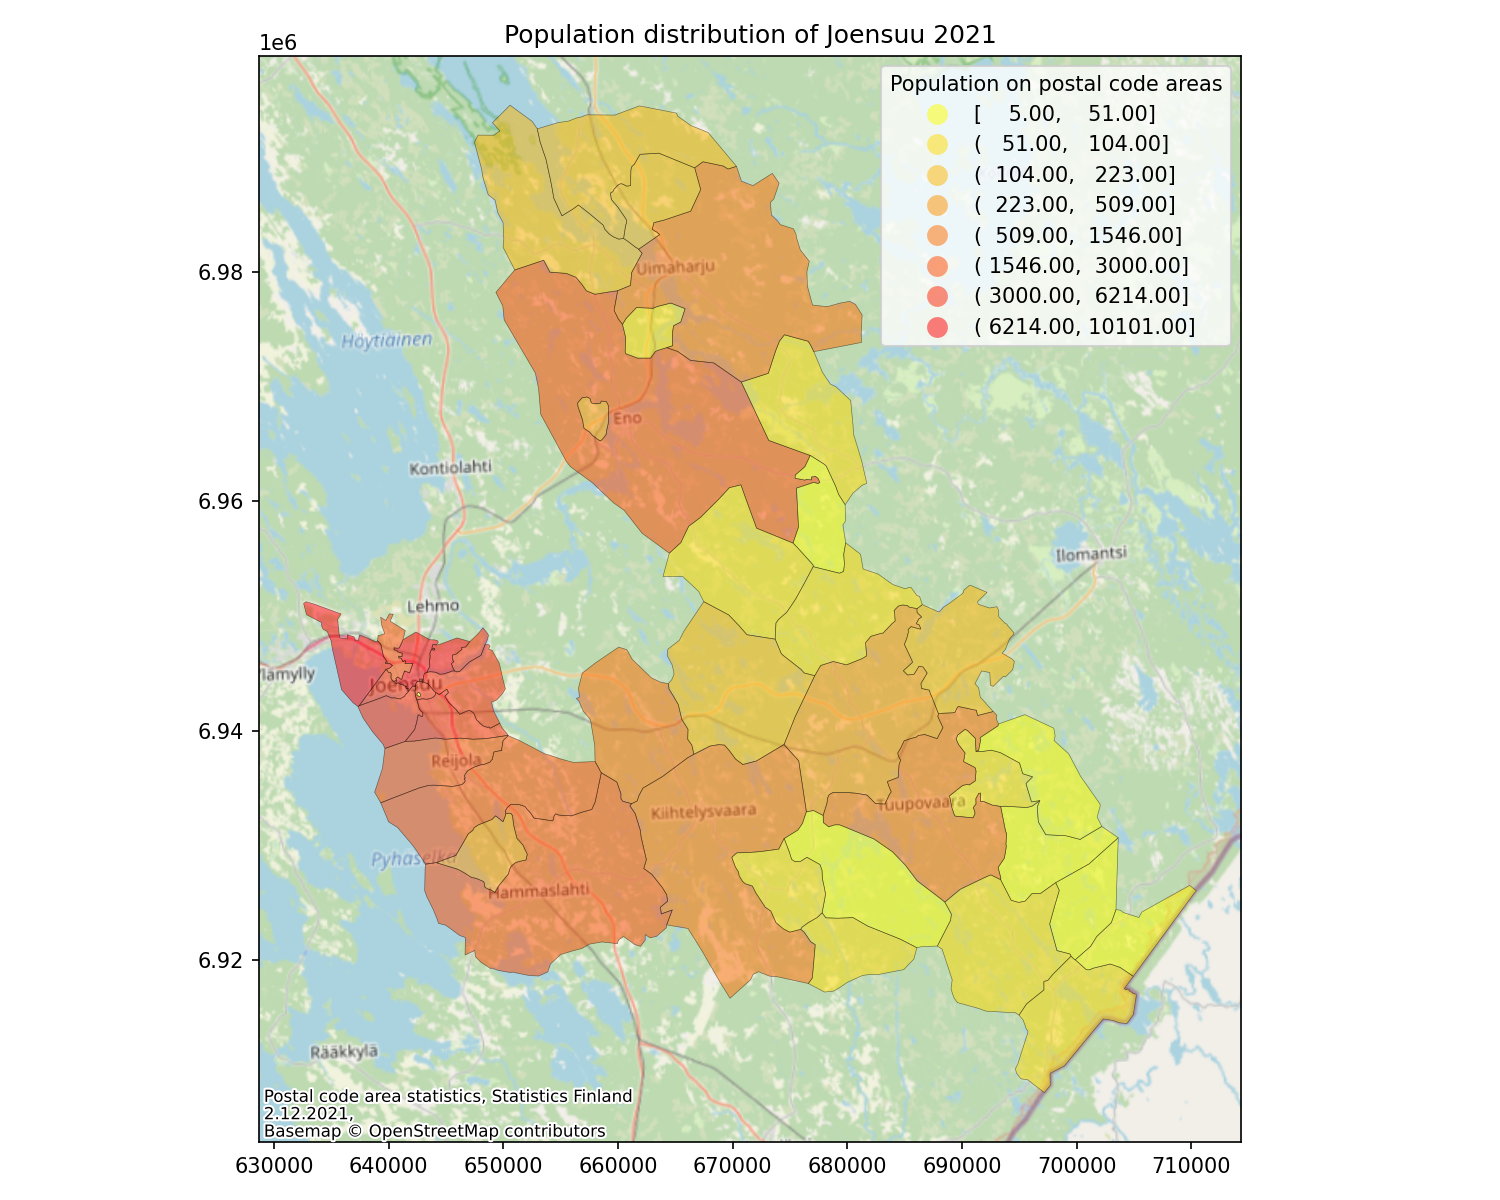 Population distribution of Joensuu 2021
1e6
Population on postal code areas
[ 5.00, 51.00]
( 51.00, 104.00]
( 104.00, 223.00]
( 223.00, 509.00]
( 509.00, 1546.00]
( 1546.00, 3000.00]
( 3000.00, 6214.00]
( 6214.00, 10101.00]
6.98
Uimaharju
Höytiäinen
Eno
Kontiolahti
6.96
Ilomantsi
Lehmo
Ylämylly
Joensuu
6.94
Reijola
Kiihtelysvaara
Tuupovaara
Pyhäselkä
Hammaslahti
6.92
Rääkkylä
Postal code area statistics, Statistics Finland
2.12.2021,
Basemap © OpenStreetMap contributors
630000 640000 650000 660000 670000 680000 690000 700000 710000